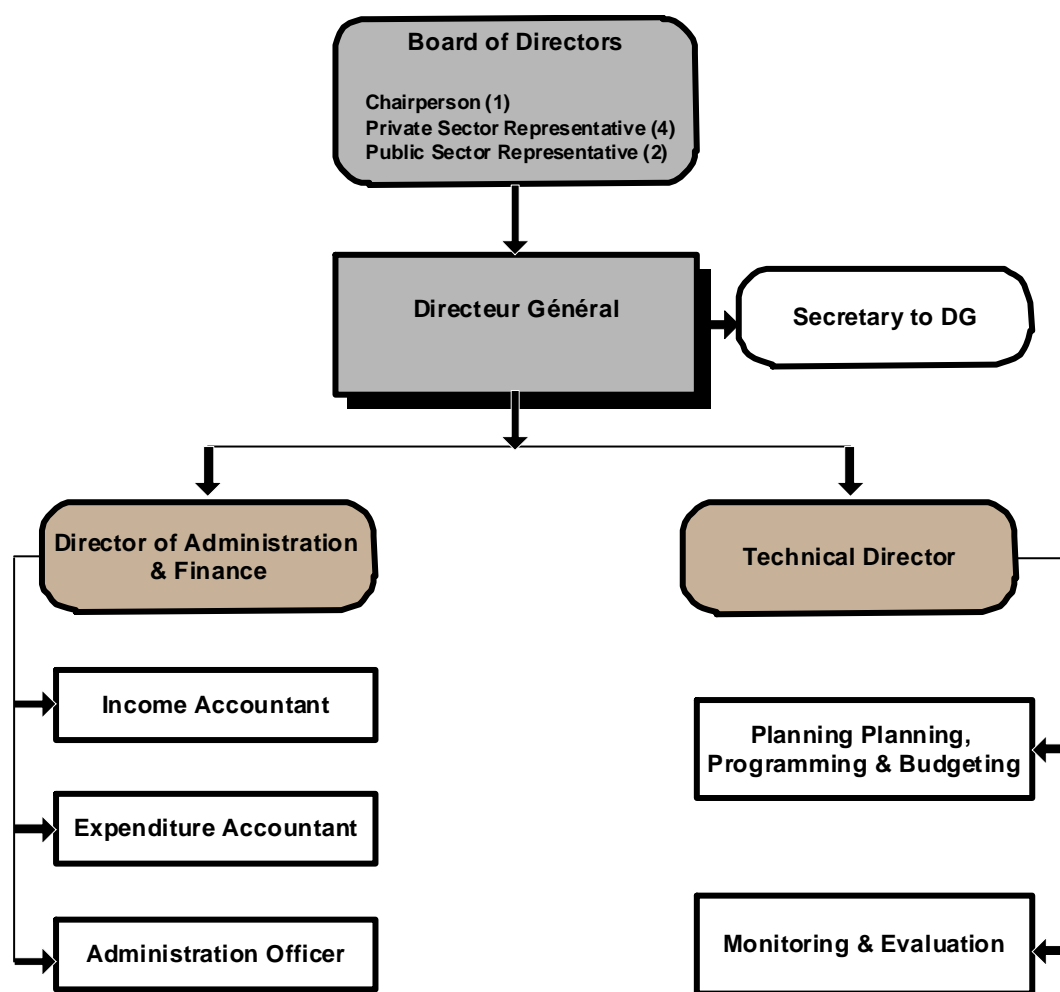 Board of Directors
Chairperson (1)
Private Sector Representative (4)
Public Sector Representative (2)
Directeur Général
Secretary to DG
Director of Administration
& Finance
Technical Director
Income Accountant
Planning Planning,
Programming & Budgeting
Expenditure Accountant
Administration Officer
Monitoring & Evaluation